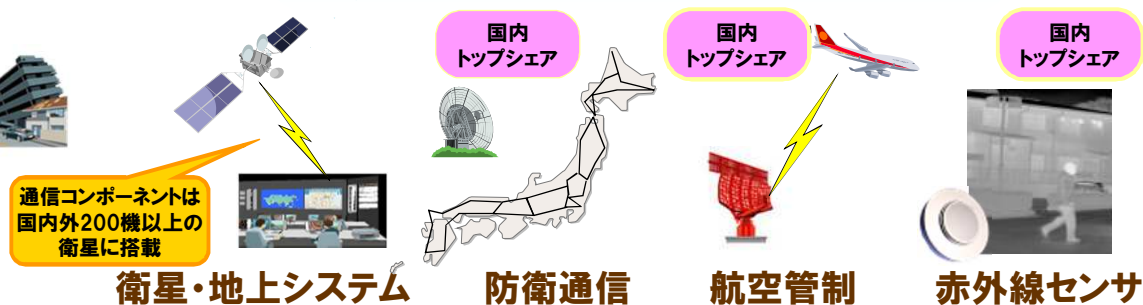 国内
トップシェア
国内
トップシェア
国内
トップシェア
通信コンポーネントは
国内外200機以上の
衛星に搭載
衛星・地上システム
防衛通信
航空管制
赤外線センサ